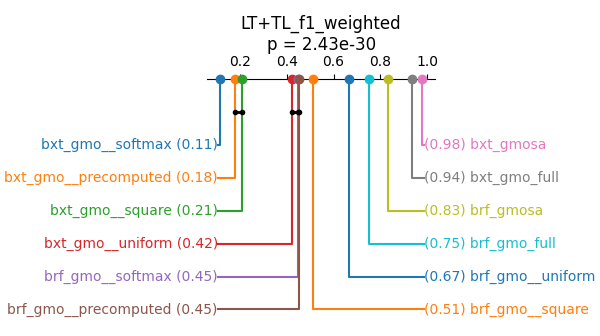 LT+TL_f1_weighted
p = 2.43e-30
0.2 0.4 0.6 0.8 1.0
bxt_gmo__softmax (0.11)
(0.98) bxt_gmosa
bxt_gmo__precomputed (0.18)
(0.94) bxt_gmo_full
bxt_gmo__square (0.21)
(0.83) brf_gmosa
bxt_gmo__uniform (0.42)
(0.75) brf_gmo_full
brf_gmo__softmax (0.45)
(0.67) brf_gmo__uniform
brf_gmo__precomputed (0.45)
(0.51) brf_gmo__square